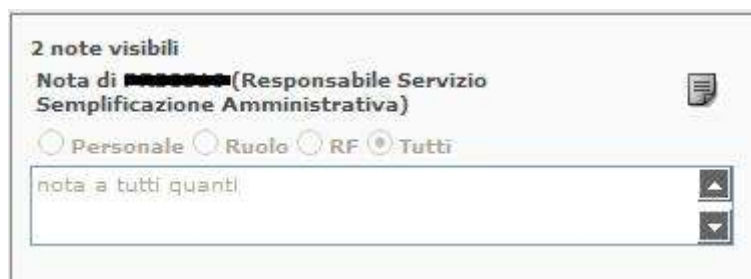 2 note visibili
Nota di (Responsabile Servizio
Semplificazione Amministrativa)
Personale Ruolo RF Tutti
nota a tutti quanti